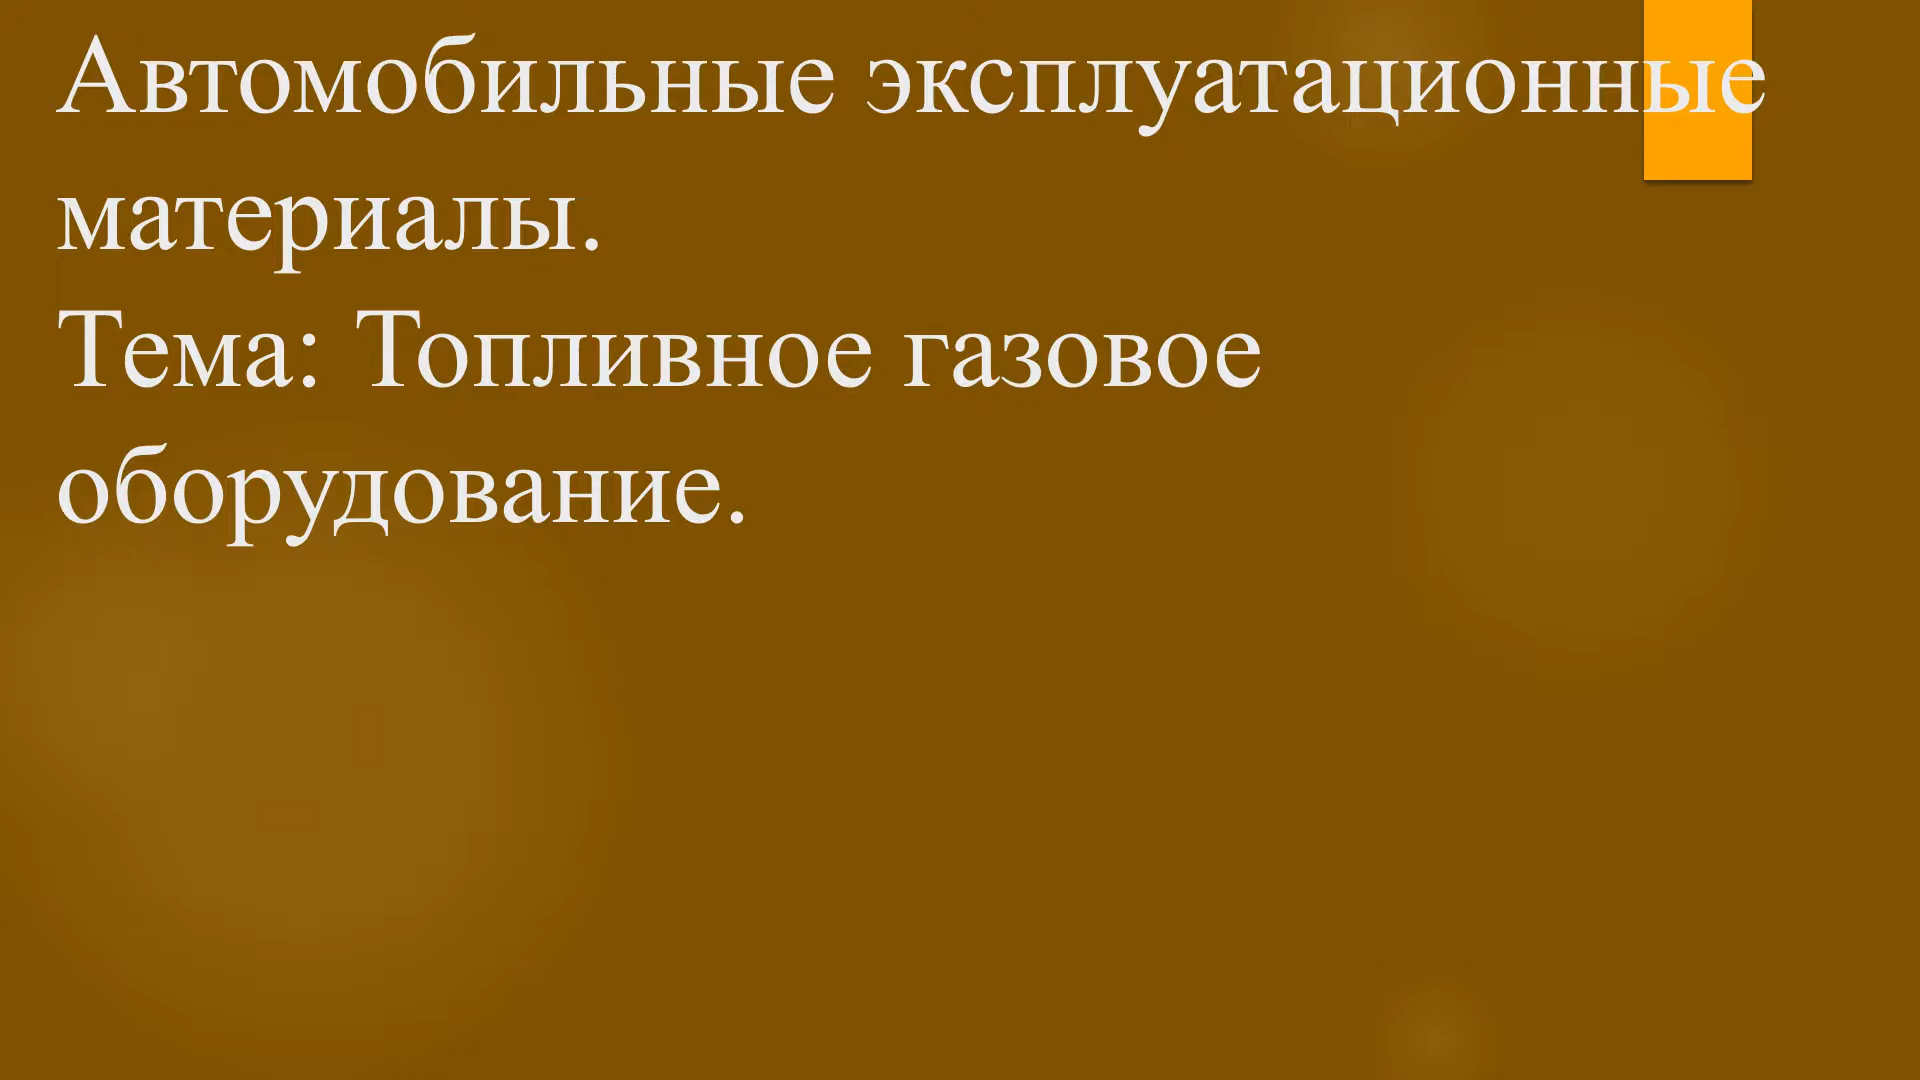 Автомобильные эксплуатационные
материалы.
Тема: Топливное газовое
оборудование.